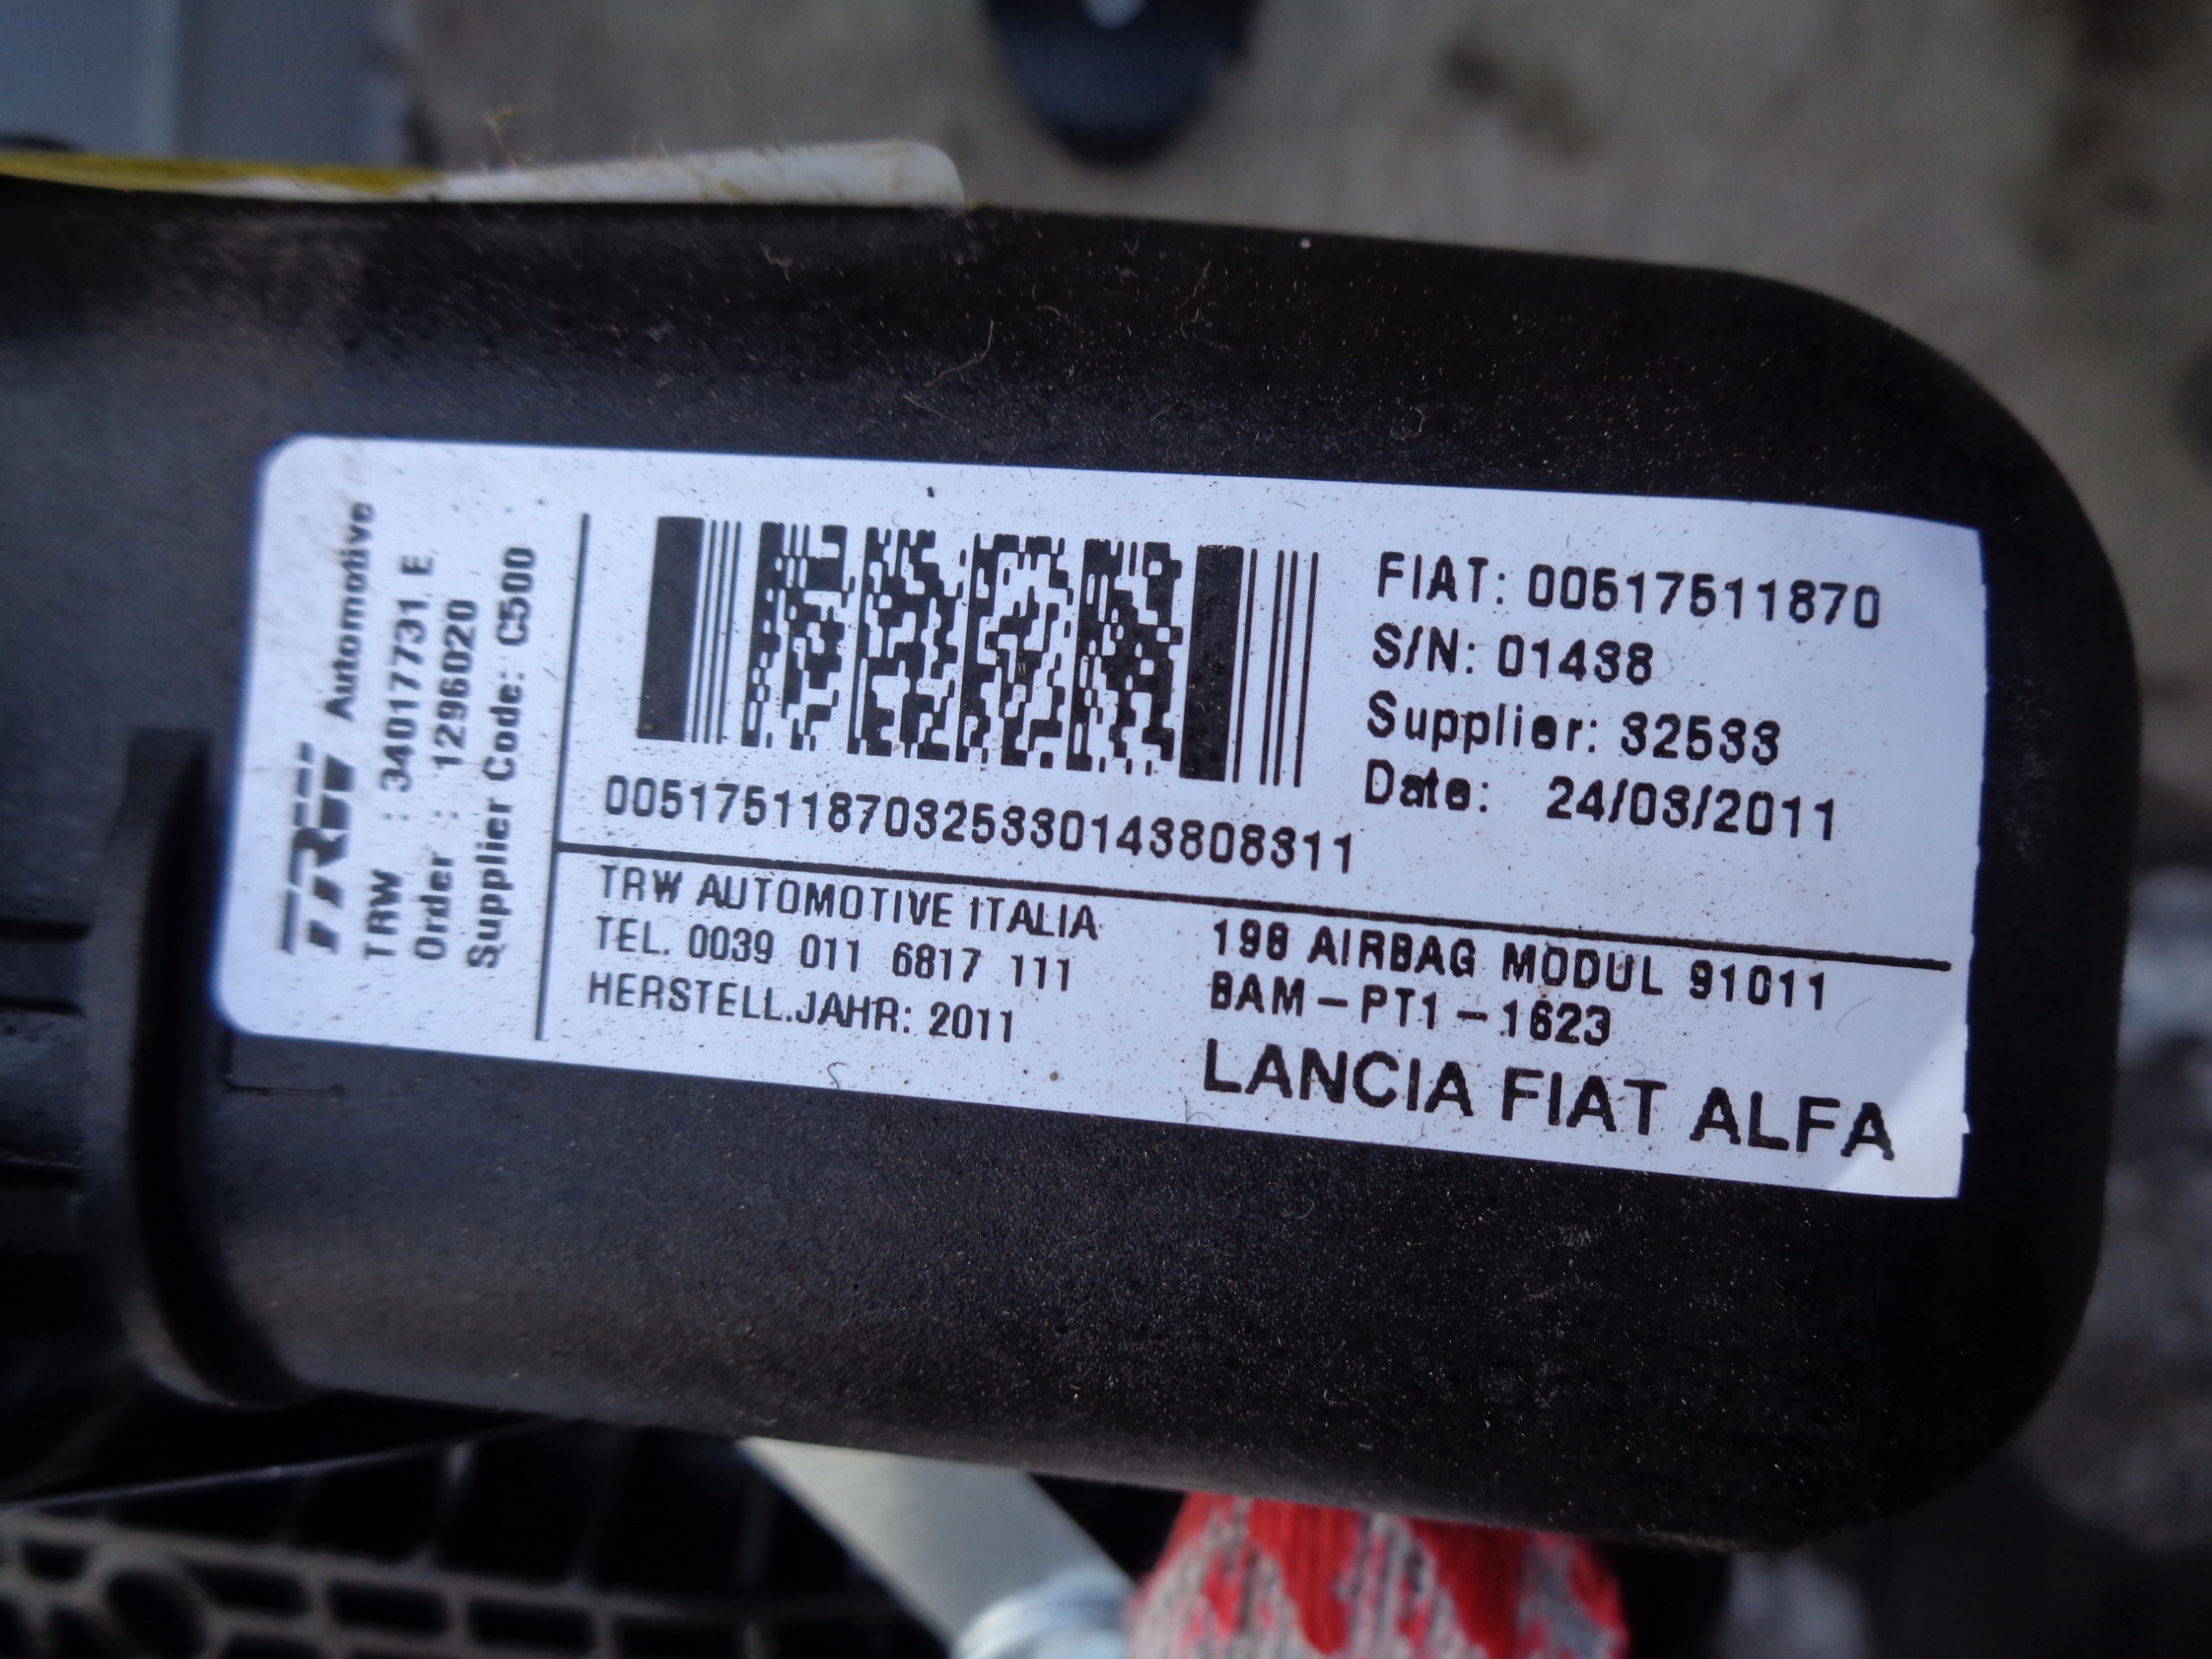 TRW Automotive
TRW : 34017731 E
Order : 1296020
Supplier Code: C500
FIAT: 00517511870
S/N: 01438
Supplier: 32533
Date: 24/03/2011
00517511870325330143808311
TRW AUTOMOTIVE ITALIA
TEL. 0039 011 6817 111
HERSTELL.JAHR: 2011
198 AIRBAG MODUL 91011
BAM-PT1-1623
LANCIA FIAT ALFA